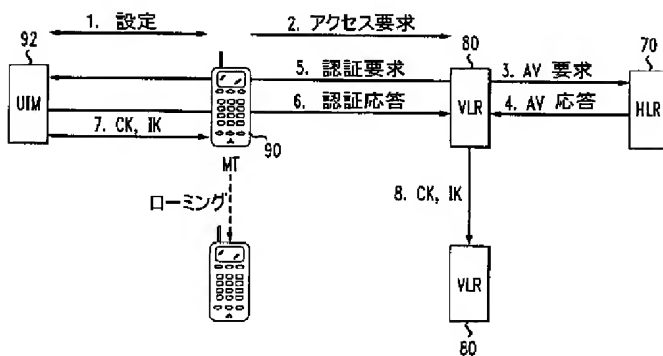 92
1. 設定
2. アクセス要求
80
70
UIM
5. 認証要求
VLR
3. AV 要求
HLR
6. 認証応答
4. AV 応答
7. CK, IK
90
MT
ローミング
8. CK, IK
VLR
80